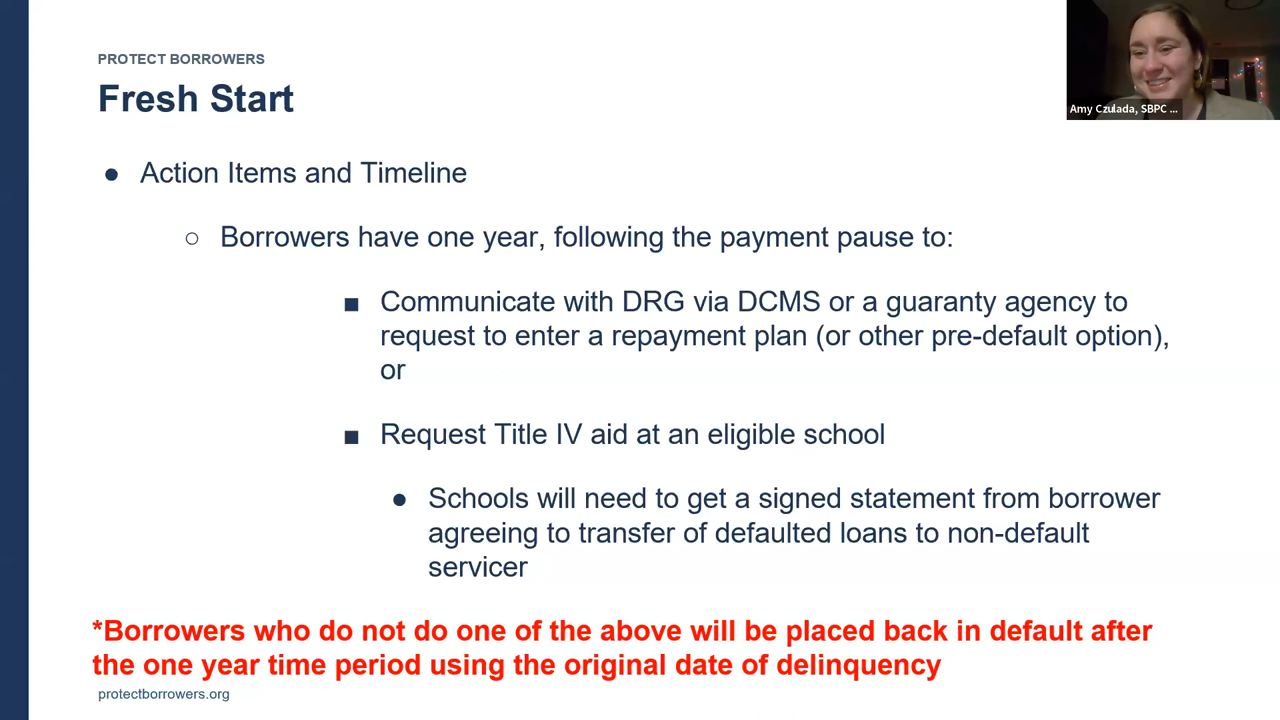 PROTECT BORROWERS
Fresh Start
Amy Czulada, SBPC ...
● Action Items and Timeline
○ Borrowers have one year, following the payment pause to:
■ Communicate with DRG via DCMS or a guaranty agency to
request to enter a repayment plan (or other pre-default option),
or
■ Request Title IV aid at an eligible school
● Schools will need to get a signed statement from borrower
agreeing to transfer of defaulted loans to non-default
servicer
*Borrowers who do not do one of the above will be placed back in default after
the one year time period using the original date of delinquency
protectborrowers.org